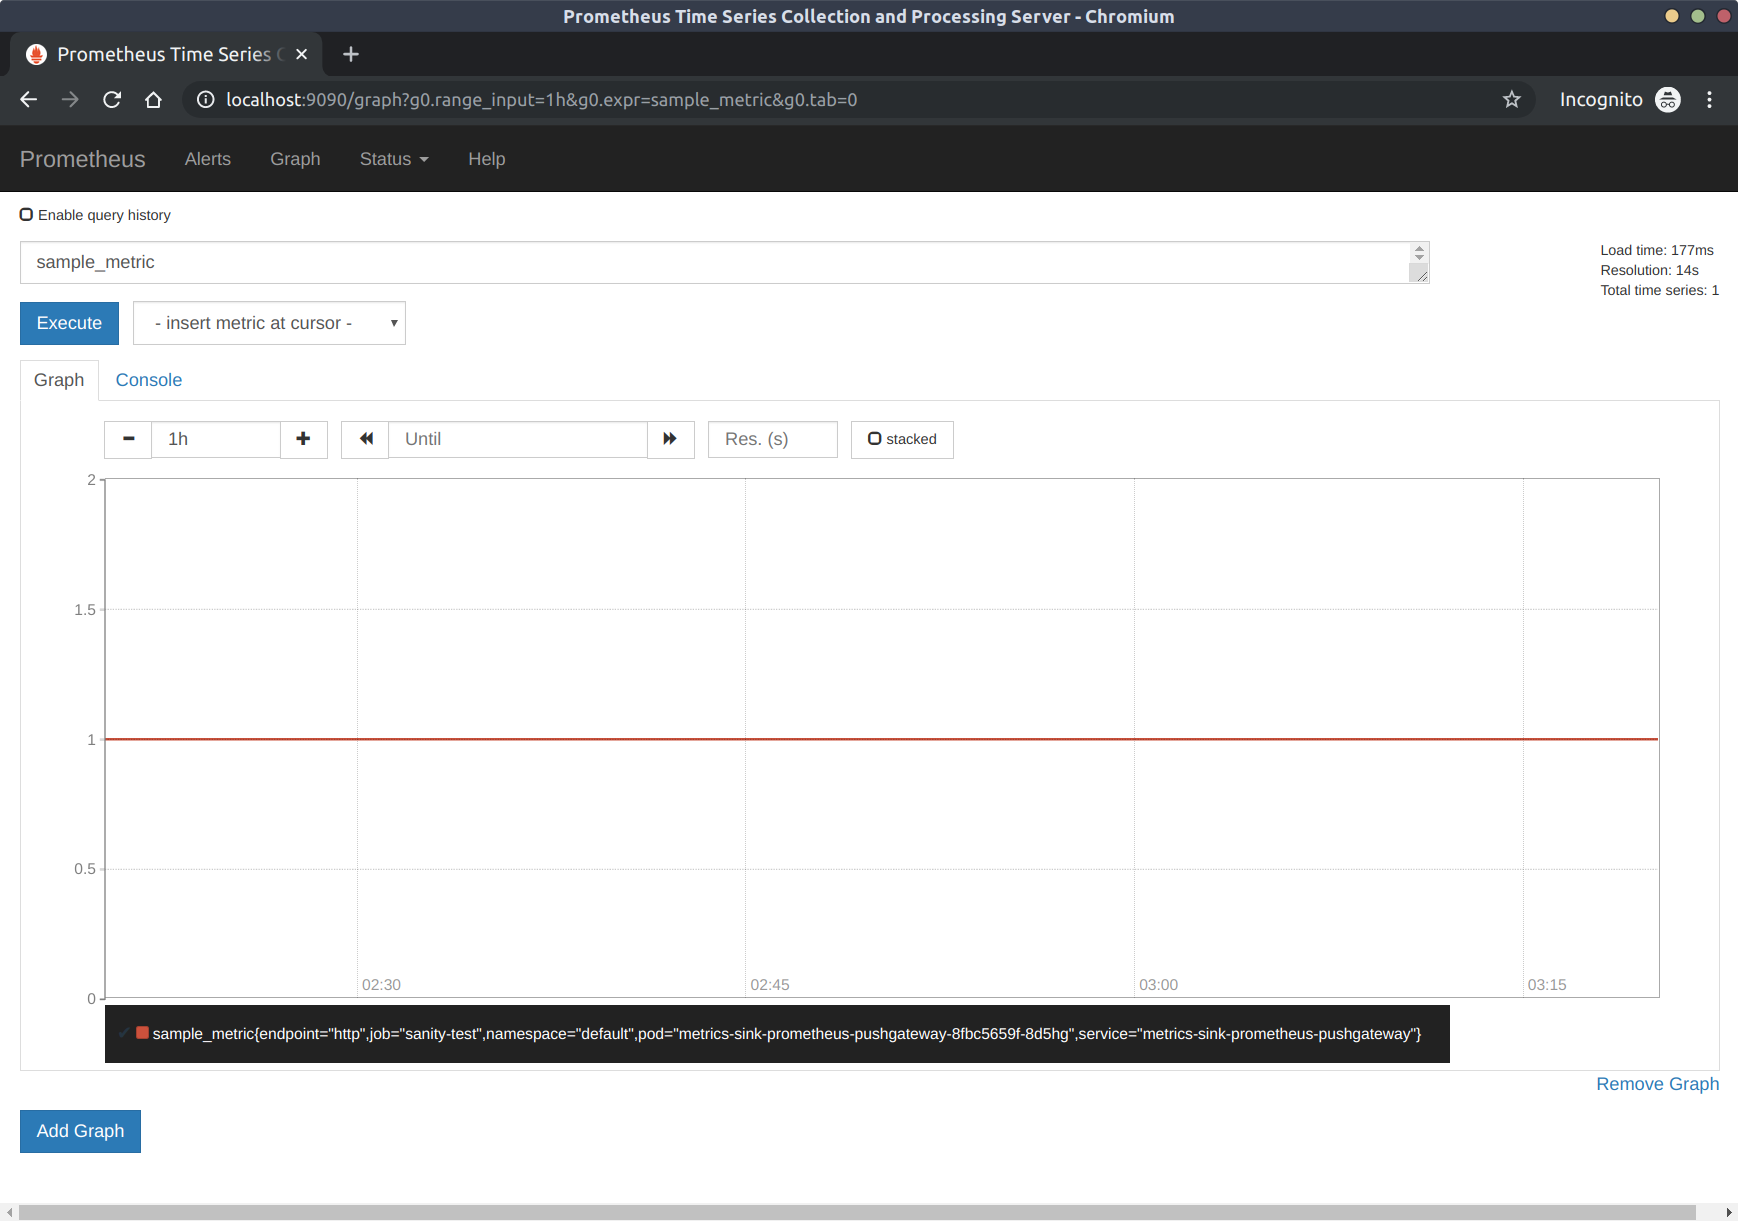 Prometheus Time Series Collection and Processing Server - Chromium
Prometheus Time Series C
localhost:9090/graph?g0.range_input=1h&g0.expr=sample_metric&g0.tab=0
Incognito
Prometheus Alerts Graph Status Help
Enable query history
sample_metric
Load time: 177ms
Resolution: 14s
Total time series: 1
Execute
- insert metric at cursor -
Graph Console
1h
Until
Res. (s)
stacked
2
1.5
1
0.5
0
02:30 02:45 03:00 03:15
sample_metric{endpoint="http",job="sanity-test",namespace="default",pod="metrics-sink-prometheus-pushgateway-8fbc5659f-8d5hg",service="metrics-sink-prometheus-pushgateway"}
Remove Graph
Add Graph